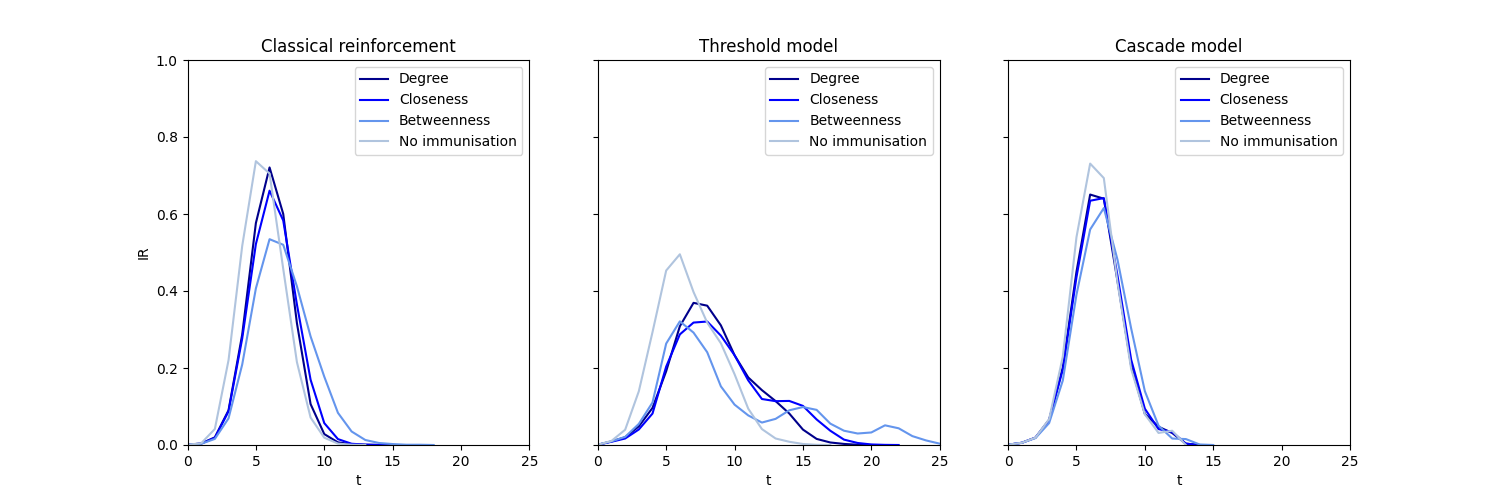 Classical reinforcement
Threshold model
Cascade model
1.0
0.8
0.6
0.4
0.2
0.0
IR
Degree
Closeness
Betweenness
No immunisation
0 5 10 15 20 25
t
Degree
Closeness
Betweenness
No immunisation
0 5 10 15 20 25
t
Degree
Closeness
Betweenness
No immunisation
0 5 10 15 20 25
t